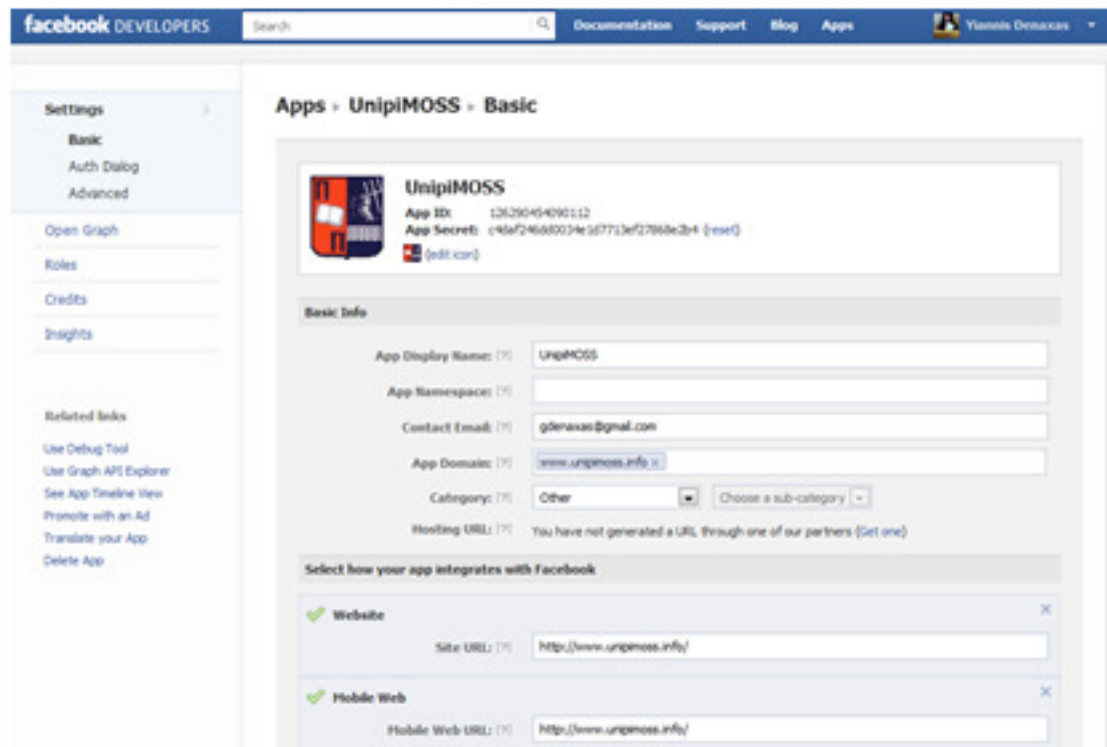 facebook DEVELOPERS
Search
Documentation Support Blog Apps
Yiannis Denaxas
Settings
Basic
Auth Dialog
Advanced
Open Graph
Roles
Credits
Insights
Related links
Use Debug Tool
Use Graph API Explorer
See App Timeline View
Promote with an Ad
Translate your App
Delete App
Apps ▸ UnipiMOSS ▸ Basic
UnipiMOSS
App ID: 126290454090112
App Secret: (reset)
(edit icon)
Basic Info
App Display Name: [?] UnipiMOSS
App Namespace: [?]
Contact Email: [?] gdenaxas@gmail.com
App Domain: [?] www.unipimoss.info ×
Category: [?] Other Choose a sub-category
Hosting URL: [?] You have not generated a URL through one of our partners (Get one)
Select how your app integrates with Facebook
Website ×
Site URL: [?] http://www.unipimoss.info/
Mobile Web ×
Mobile Web URL: [?] http://www.unipimoss.info/